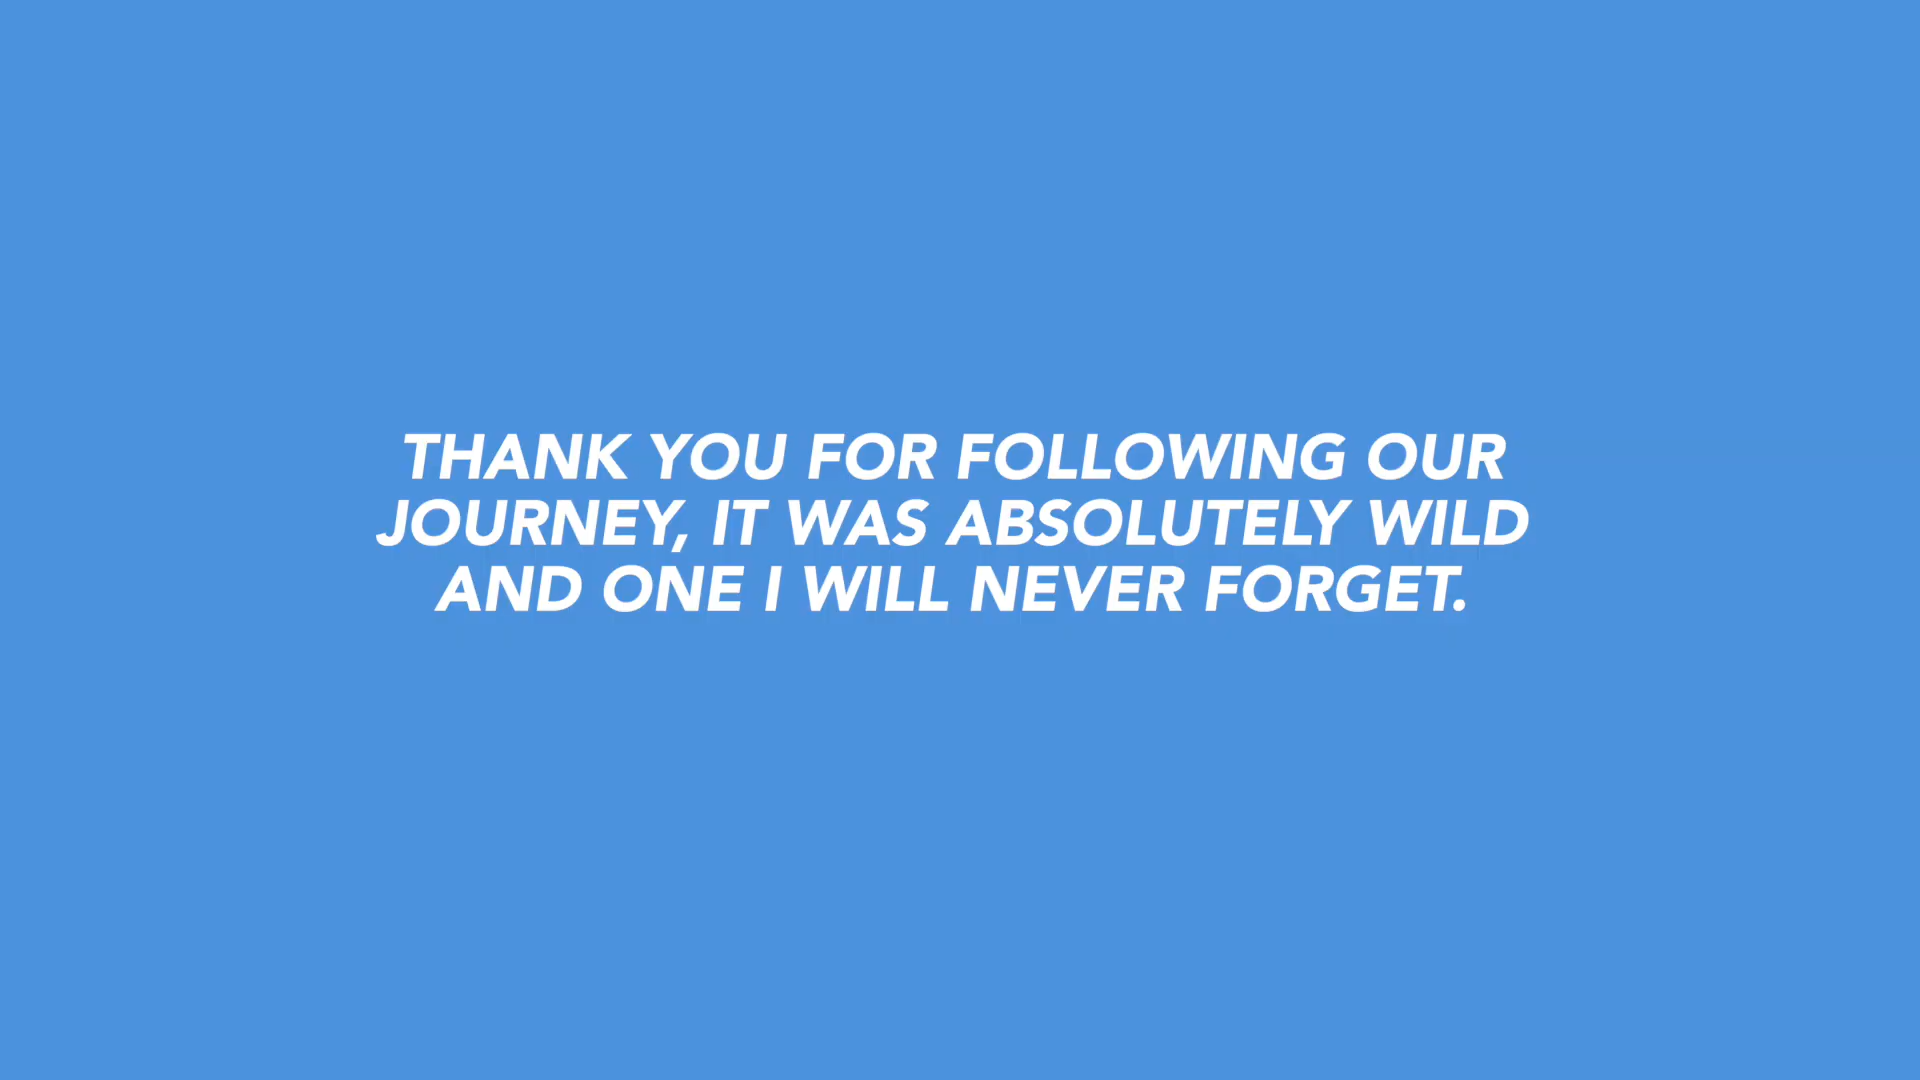 THANK YOU FOR FOLLOWING OUR
JOURNEY, IT WAS ABSOLUTELY WILD
AND ONE I WILL NEVER FORGET.